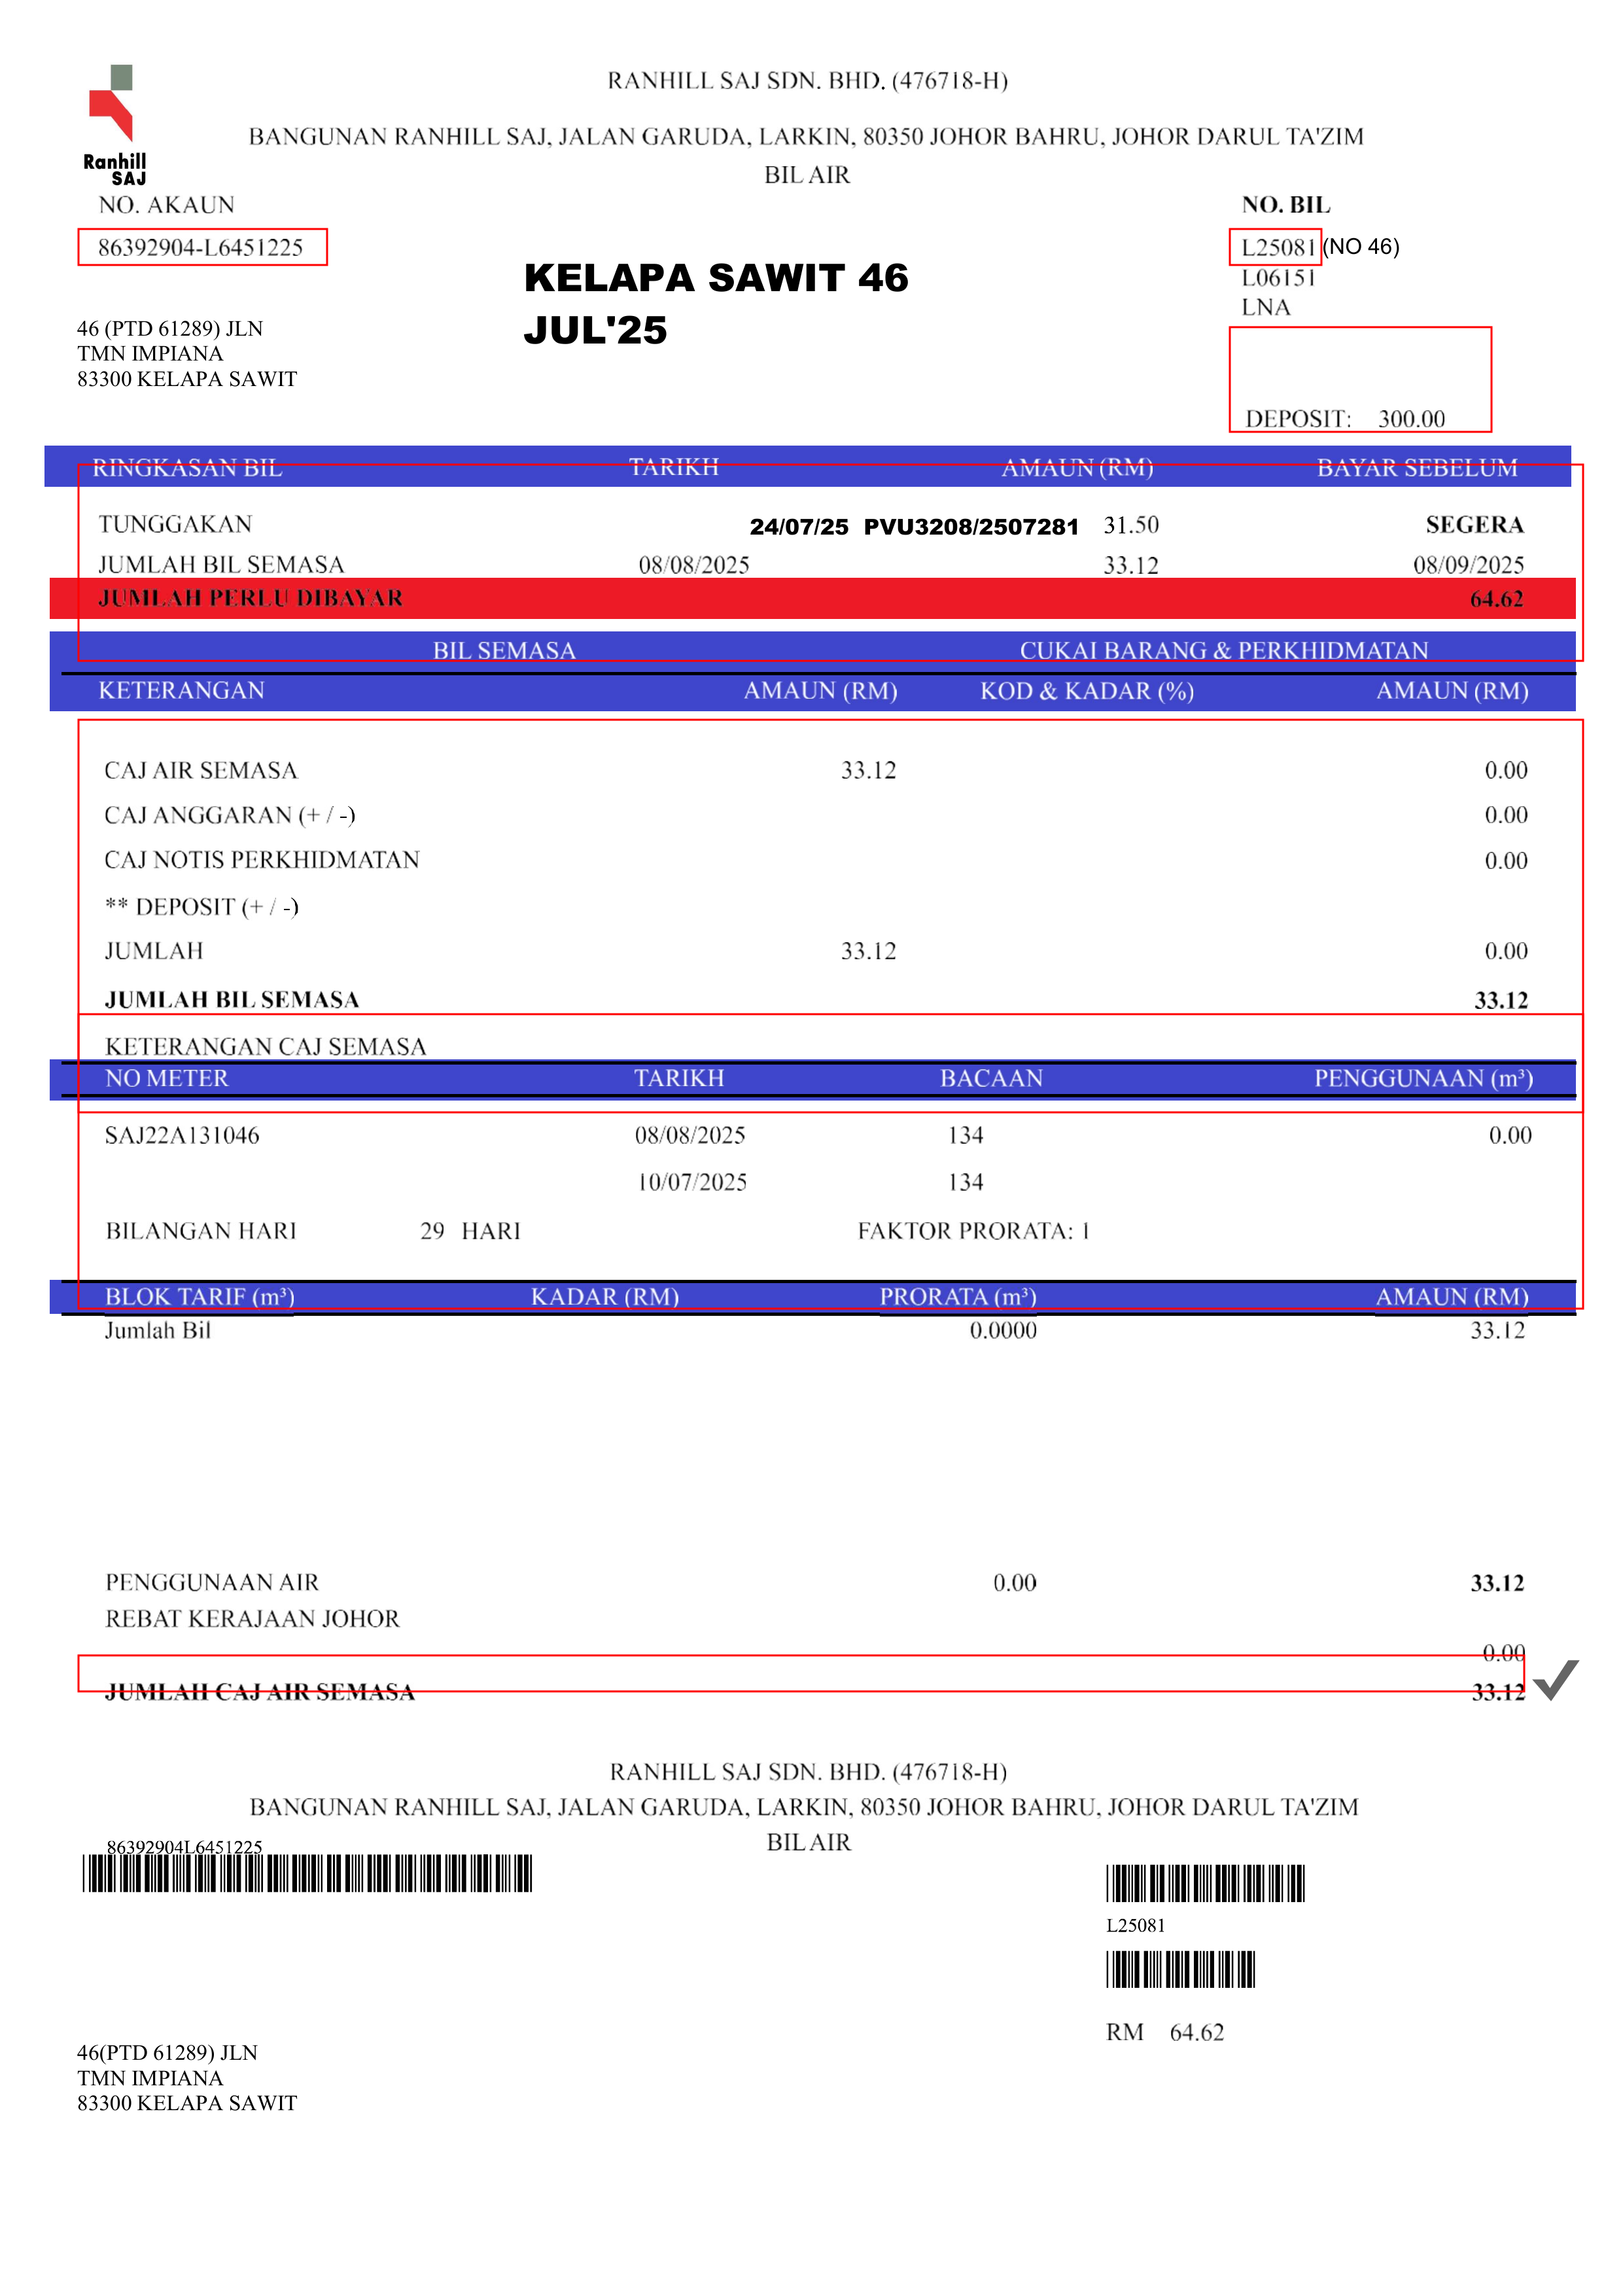 Ranhill
SAJ
RANHILL SAJ SDN. BHD. (476718-H)
BANGUNAN RANHILL SAJ, JALAN GARUDA, LARKIN, 80350 JOHOR BAHRU, JOHOR DARUL TA'ZIM
BIL AIR
NO. AKAUN NO. BIL
86392904-L6451225 L25081 (NO 46)
L06151
LNA
KELAPA SAWIT 46
JUL'25
46 (PTD 61289) JLN
TMN IMPIANA
83300 KELAPA SAWIT
DEPOSIT: 300.00
RINGKASAN BIL TARIKH AMAUN (RM) BAYAR SEBELUM
TUNGGAKAN 24/07/25 PVU3208/2507281 31.50 SEGERA
JUMLAH BIL SEMASA 08/08/2025 33.12 08/09/2025
JUMLAH PERLU DIBAYAR 64.62
BIL SEMASA CUKAI BARANG & PERKHIDMATAN
KETERANGAN AMAUN (RM) KOD & KADAR (%) AMAUN (RM)
CAJ AIR SEMASA 33.12 0.00
CAJ ANGGARAN (+ / -) 0.00
CAJ NOTIS PERKHIDMATAN 0.00
** DEPOSIT (+ / -)
JUMLAH 33.12 0.00
JUMLAH BIL SEMASA 33.12
KETERANGAN CAJ SEMASA
NO METER TARIKH BACAAN PENGGUNAAN (m³)
SAJ22A131046 08/08/2025 134 0.00
10/07/2025 134
BILANGAN HARI 29 HARI FAKTOR PRORATA: 1
BLOK TARIF (m³) KADAR (RM) PRORATA (m³) AMAUN (RM)
Jumlah Bil 0.0000 33.12
PENGGUNAAN AIR 0.00 33.12
REBAT KERAJAAN JOHOR
0.00
JUMLAH CAJ AIR SEMASA 33.12
RANHILL SAJ SDN. BHD. (476718-H)
BANGUNAN RANHILL SAJ, JALAN GARUDA, LARKIN, 80350 JOHOR BAHRU, JOHOR DARUL TA'ZIM
BIL AIR
86392904L6451225
L25081
RM 64.62
46(PTD 61289) JLN
TMN IMPIANA
83300 KELAPA SAWIT